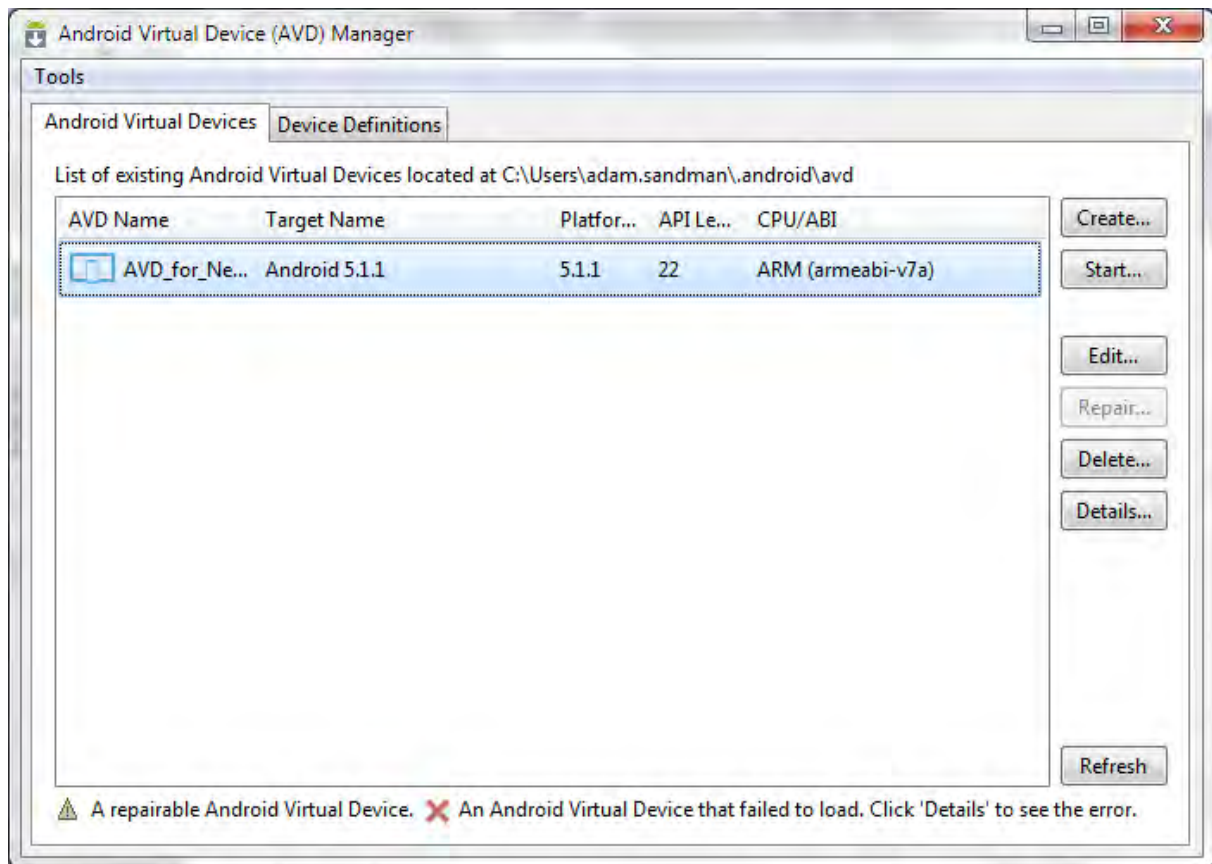 Android Virtual Device (AVD) Manager
Tools
Android Virtual Devices Device Definitions
List of existing Android Virtual Devices located at C:\Users\adam.sandman\.android\avd
AVD Name Target Name Platfor... API Le... CPU/ABI
AVD_for_Ne... Android 5.1.1 5.1.1 22 ARM (armeabi-v7a)
Create...
Start...
Edit...
Repair...
Delete...
Details...
Refresh
A repairable Android Virtual Device. An Android Virtual Device that failed to load. Click 'Details' to see the error.